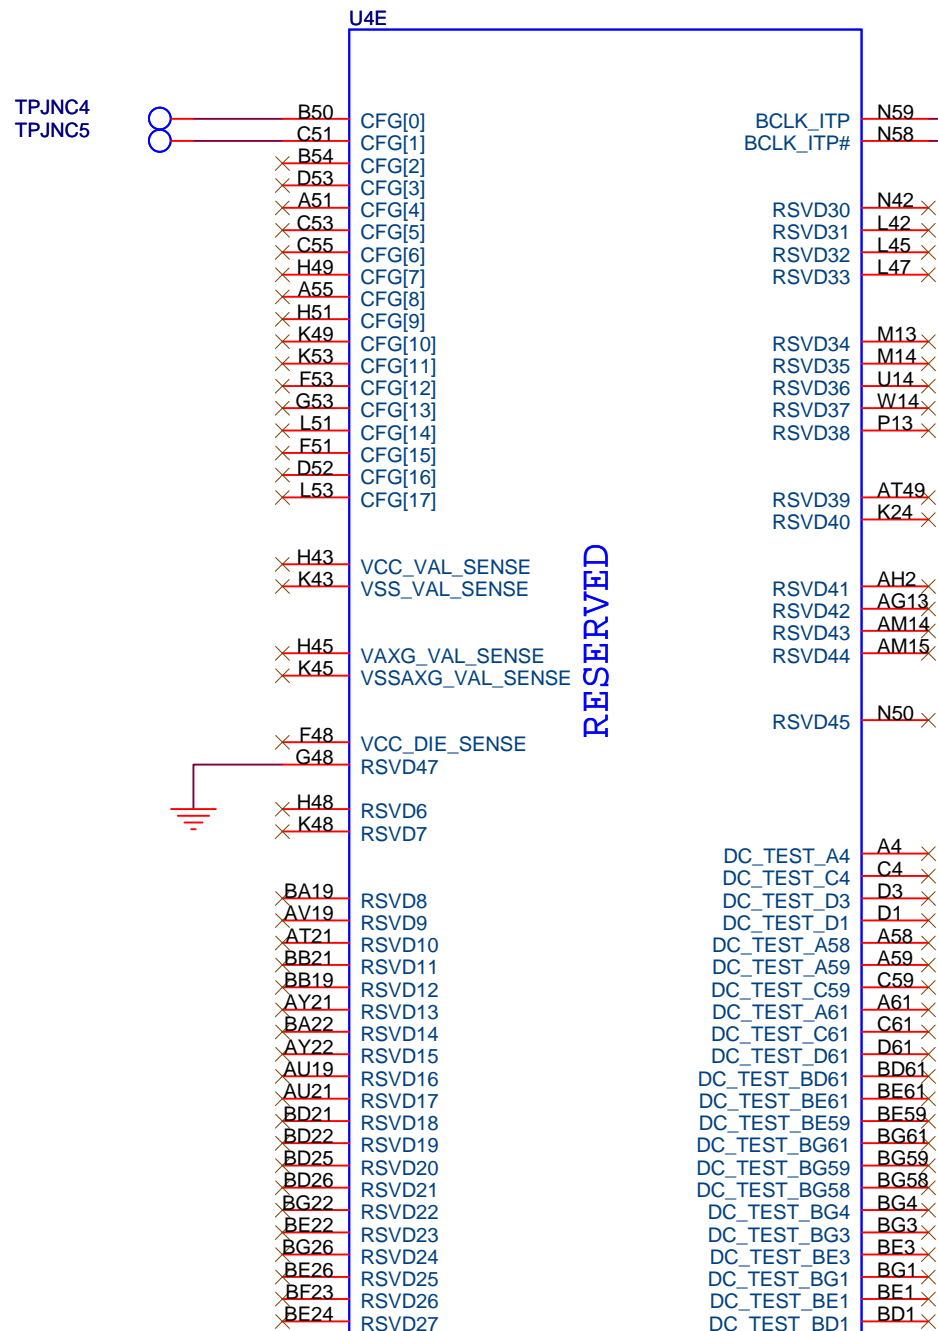 U4E
TPJNC4
TPJNC5
B50 CFG[0] BCLK_ITP N59
C51 CFG[1] BCLK_ITP# N58
B54 CFG[2]
D53 CFG[3]
A51 CFG[4] RSVD30 N42
C53 CFG[5] RSVD31 L42
C55 CFG[6] RSVD32 L45
H49 CFG[7] RSVD33 L47
A55 CFG[8]
H51 CFG[9]
K49 CFG[10] RSVD34 M13
K53 CFG[11] RSVD35 M14
F53 CFG[12] RSVD36 U14
G53 CFG[13] RSVD37 W14
L51 CFG[14] RSVD38 P13
F51 CFG[15]
D52 CFG[16]
L53 CFG[17] RSVD39 AT49
RSVD40 K24
H43 VCC_VAL_SENSE
K43 VSS_VAL_SENSE RSVD41 AH2
RSVD42 AG13
RSVD43 AM14
H45 VAXG_VAL_SENSE RSVD44 AM15
K45 VSSAXG_VAL_SENSE
RESERVED
RSVD45 N50
F48 VCC_DIE_SENSE
G48 RSVD47
H48 RSVD6
K48 RSVD7
DC_TEST_A4 A4
DC_TEST_C4 C4
BA19 RSVD8 DC_TEST_D3 D3
AV19 RSVD9 DC_TEST_D1 D1
AT21 RSVD10 DC_TEST_A58 A58
BB21 RSVD11 DC_TEST_A59 A59
BB19 RSVD12 DC_TEST_C59 C59
AY21 RSVD13 DC_TEST_A61 A61
BA22 RSVD14 DC_TEST_C61 C61
AY22 RSVD15 DC_TEST_D61 D61
AU19 RSVD16 DC_TEST_BD61 BD61
AU21 RSVD17 DC_TEST_BE61 BE61
BD21 RSVD18 DC_TEST_BE59 BE59
BD22 RSVD19 DC_TEST_BG61 BG61
BD25 RSVD20 DC_TEST_BG59 BG59
BD26 RSVD21 DC_TEST_BG58 BG58
BG22 RSVD22 DC_TEST_BG4 BG4
BE22 RSVD23 DC_TEST_BG3 BG3
BG26 RSVD24 DC_TEST_BE3 BE3
BE26 RSVD25 DC_TEST_BG1 BG1
BF23 RSVD26 DC_TEST_BE1 BE1
BE24 RSVD27 DC_TEST_BD1 BD1